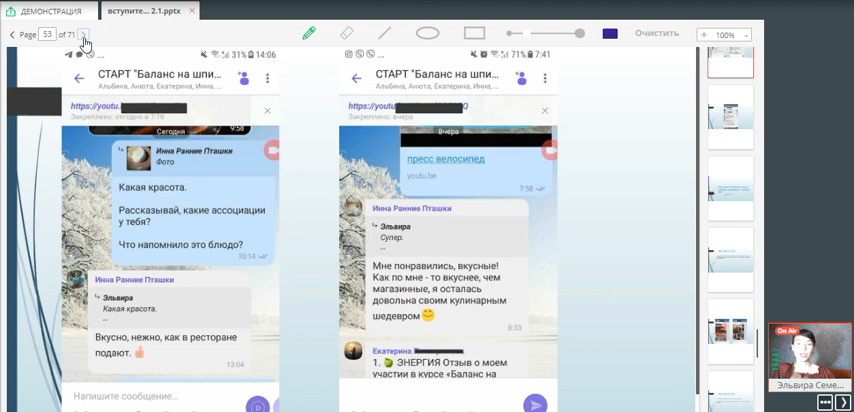 ДЕМОНСТРАЦИЯ
вступите... 2.1.pptx
Page 53 of 71
Очистить
100%
31% 14:06
СТАРТ "Баланс на шпи...
Альбина, Анюта, Екатерина, Инна, ...
https://youtu.
Закреплено: сегодня в 7:16
9:58
Сегодня
Инна Ранние Пташки
Фото
Какая красота.
Рассказывай, какие ассоциации
у тебя?
Что напомнило это блюдо?
10:14
Инна Ранние Пташки
Эльвира
Какая красота.
...
Вкусно, нежно, как в ресторане
подают.
13:54
Напишите сообщение...
71% 7:41
СТАРТ "Баланс на шпи...
Альбина, Анюта, Екатерина, Инна, ...
https://youtu
Закреплено: вчера
Вчера
пресс велосипед
youtu.be
7:58
Инна Ранние Пташки
Эльвира
Супер.
...
Мне понравились, вкусные!
Как по мне - то вкуснее, чем
магазинные, я осталась
довольна своим кулинарным
шедевром
8:33
Екатерина
1. ЭНЕРГИЯ Отзыв о моем
участии в курсе «Баланс на
Напишите сообщение...
On Air
Эльвира Семе...